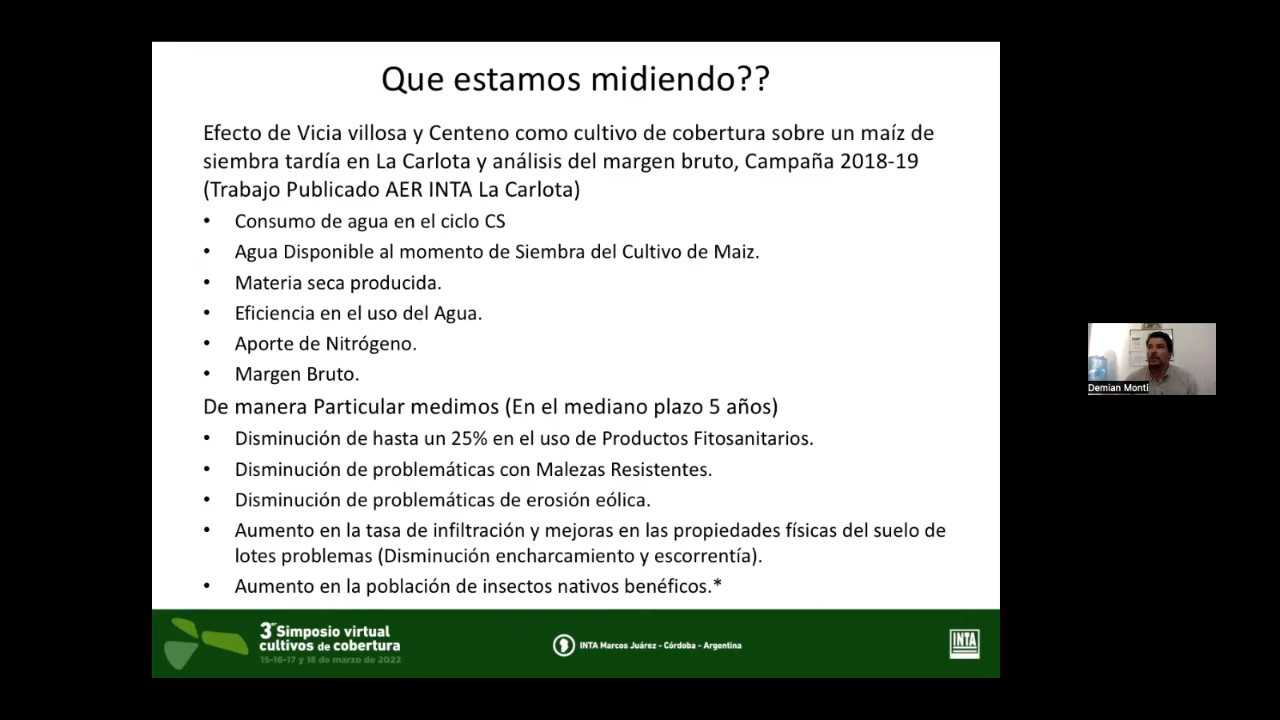 Que estamos midiendo??
Efecto de Vicia villosa y Centeno como cultivo de cobertura sobre un maíz de
siembra tardía en La Carlota y análisis del margen bruto, Campaña 2018-19
(Trabajo Publicado AER INTA La Carlota)
• Consumo de agua en el ciclo CS
• Agua Disponible al momento de Siembra del Cultivo de Maiz.
• Materia seca producida.
• Eficiencia en el uso del Agua.
• Aporte de Nitrógeno.
• Margen Bruto.
De manera Particular medimos (En el mediano plazo 5 años)
• Disminución de hasta un 25% en el uso de Productos Fitosanitarios.
• Disminución de problemáticas con Malezas Resistentes.
• Disminución de problemáticas de erosión eólica.
• Aumento en la tasa de infiltración y mejoras en las propiedades físicas del suelo de
lotes problemas (Disminución encharcamiento y escorrentía).
• Aumento en la población de insectos nativos benéficos.*
3er Simposio virtual
cultivos de cobertura
15-16-17 y 18 de marzo de 2022
INTA Marcos Juárez - Córdoba - Argentina
INTA
Demian Monti